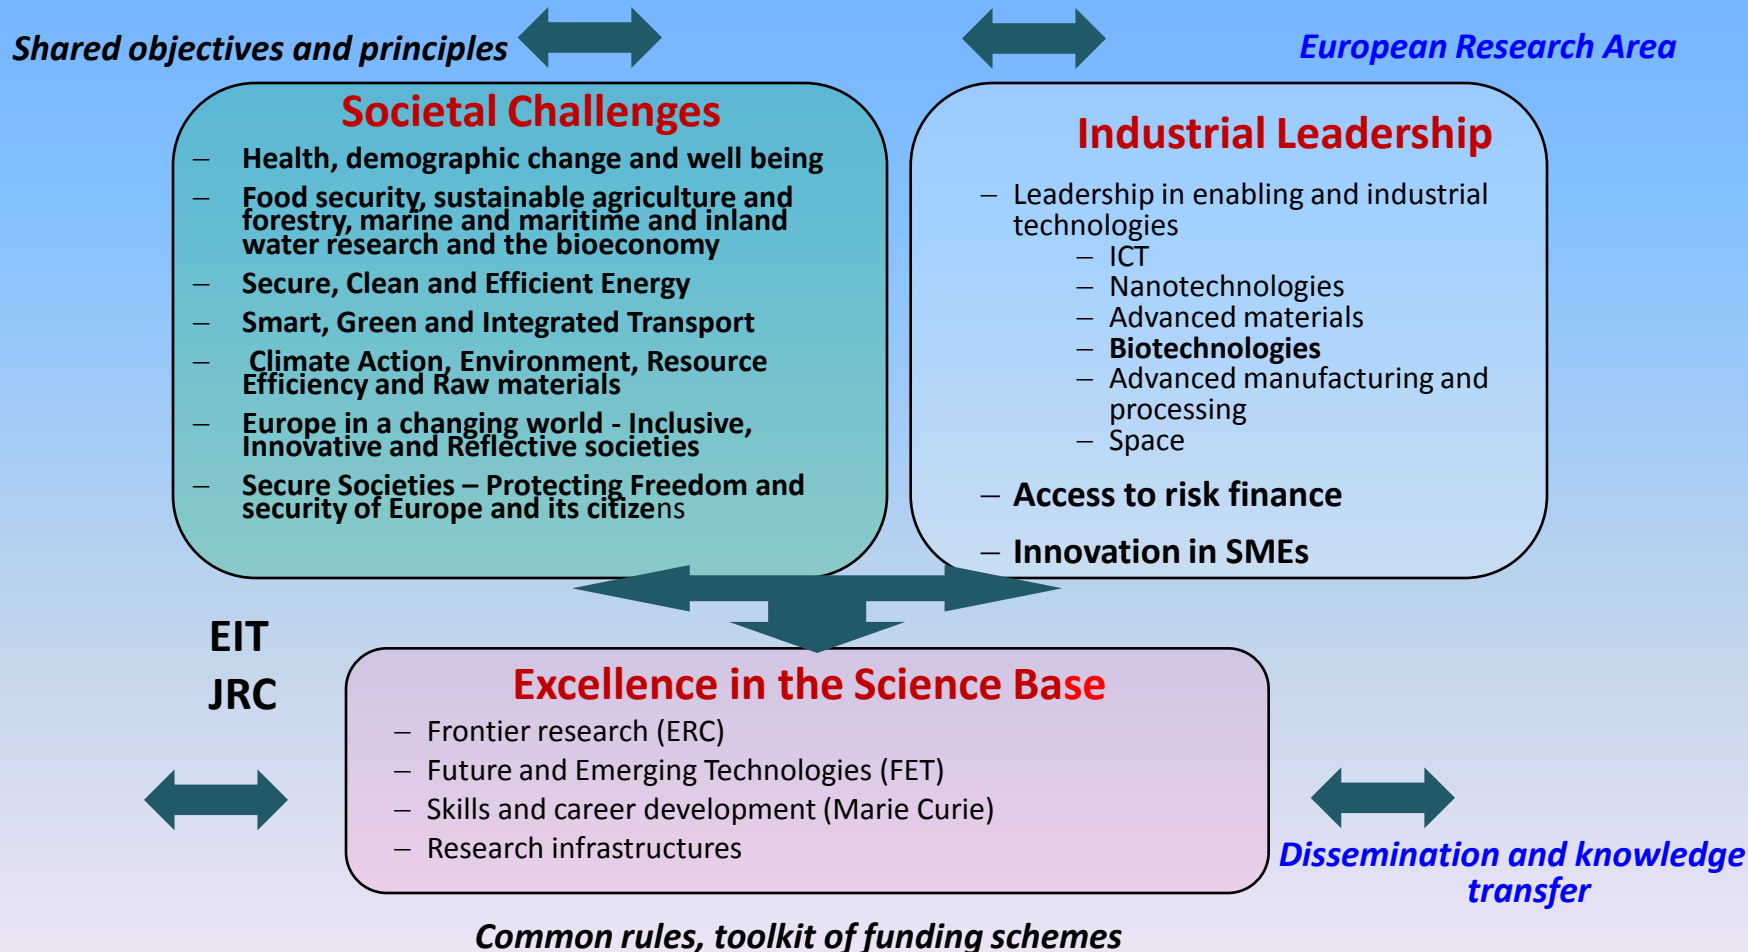 Shared objectives and principles
European Research Area
Societal Challenges
– Health, demographic change and well being
– Food security, sustainable agriculture and
forestry, marine and maritime and inland
water research and the bioeconomy
– Secure, Clean and Efficient Energy
– Smart, Green and Integrated Transport
– Climate Action, Environment, Resource
Efficiency and Raw materials
– Europe in a changing world - Inclusive,
Innovative and Reflective societies
– Secure Societies – Protecting Freedom and
security of Europe and its citizens
Industrial Leadership
– Leadership in enabling and industrial
technologies
– ICT
– Nanotechnologies
– Advanced materials
– Biotechnologies
– Advanced manufacturing and
processing
– Space
– Access to risk finance
– Innovation in SMEs
EIT
JRC
Excellence in the Science Base
– Frontier research (ERC)
– Future and Emerging Technologies (FET)
– Skills and career development (Marie Curie)
– Research infrastructures
Dissemination and knowledge
transfer
Common rules, toolkit of funding schemes